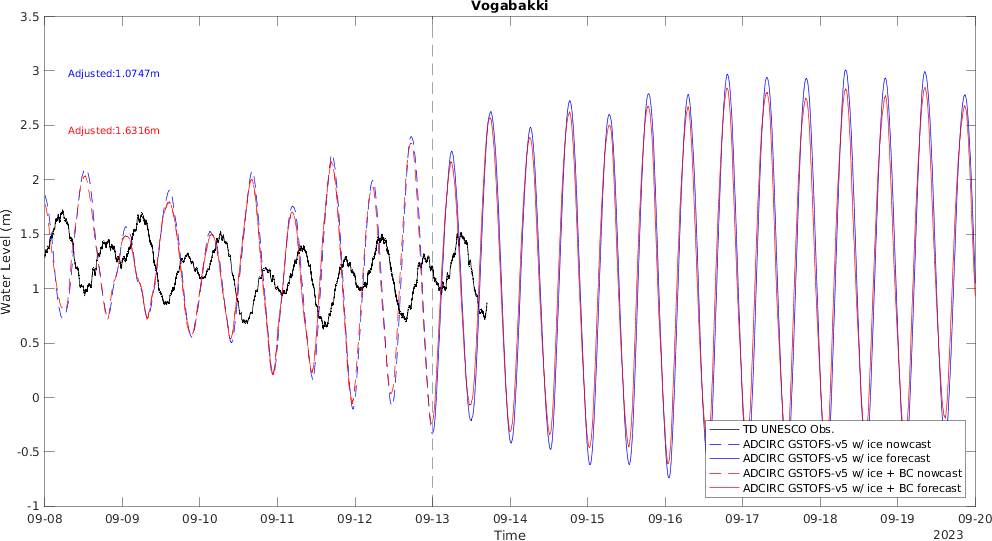 Vogabakki
Water Level (m)
3.5
3
2.5
2
1.5
1
0.5
0
-0.5
-1
Adjusted:1.0747m
Adjusted:1.6316m
TD UNESCO Obs.
ADCIRC GSTOFS-v5 w/ ice nowcast
ADCIRC GSTOFS-v5 w/ ice forecast
ADCIRC GSTOFS-v5 w/ ice + BC nowcast
ADCIRC GSTOFS-v5 w/ ice + BC forecast
09-08 09-09 09-10 09-11 09-12 09-13 09-14 09-15 09-16 09-17 09-18 09-19 09-20
Time
2023